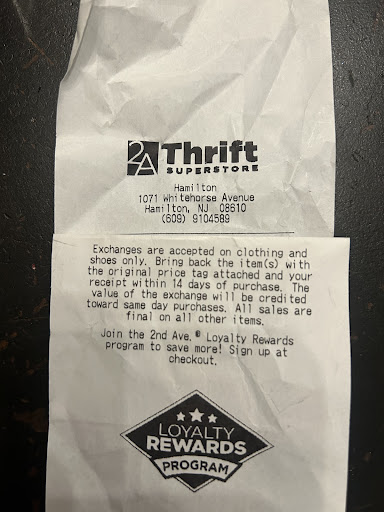 2A Thrift
SUPERSTORE
Hamilton
1071 Whitehorse Avenue
Hamilton, NJ 08610
(609) 9104589
Exchanges are accepted on clothing and
shoes only. Bring back the item(s) with
the original price tag attached and your
receipt within 14 days of purchase. The
value of the exchange will be credited
toward same day purchases. All sales are
final on all other items.
Join the 2nd Ave.® Loyalty Rewards
program to save more! Sign up at
checkout.
LOYALTY
REWARDS
PROGRAM